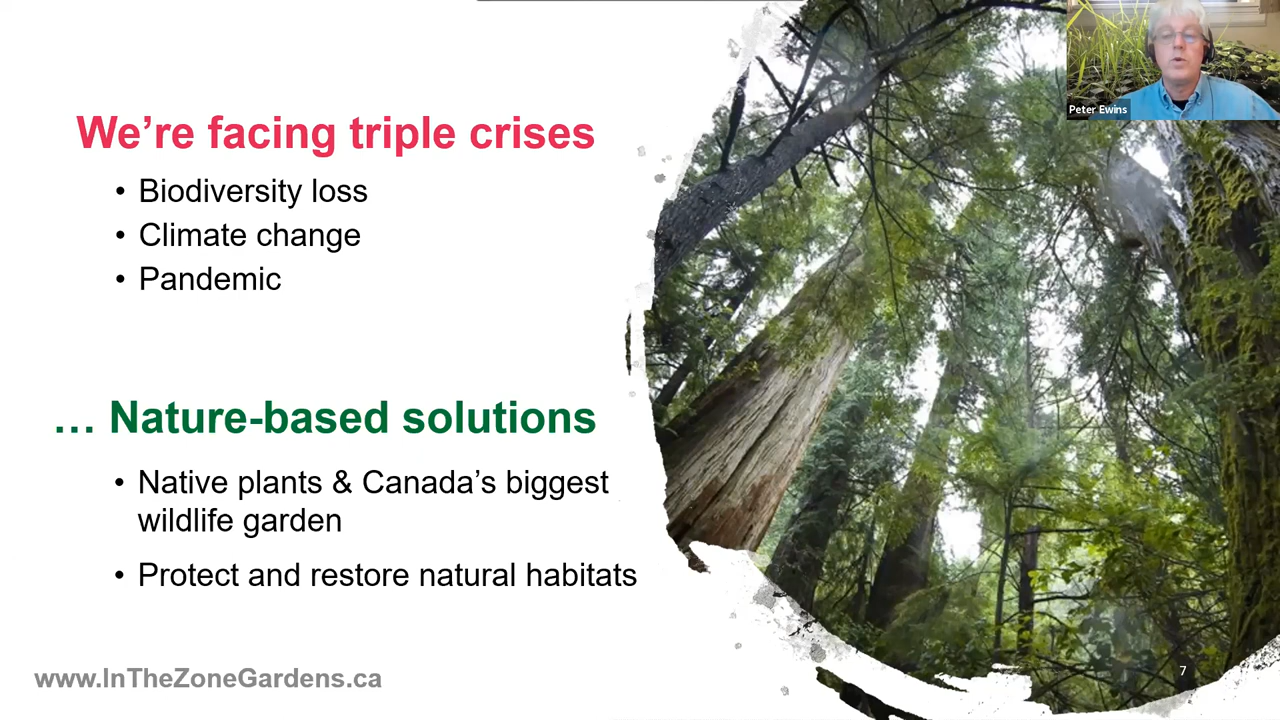 We're facing triple crises
• Biodiversity loss
• Climate change
• Pandemic
… Nature-based solutions
• Native plants & Canada's biggest
wildlife garden
• Protect and restore natural habitats
www.InTheZoneGardens.ca
7
Peter Ewins